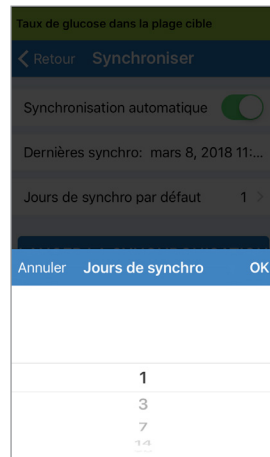 Taux de glucose dans la plage cible
Retour Synchroniser
Synchronisation automatique
Dernières synchro: mars 8, 2018 11:...
Jours de synchro par défaut 1
Annuler Jours de synchro OK
1
3
7
14